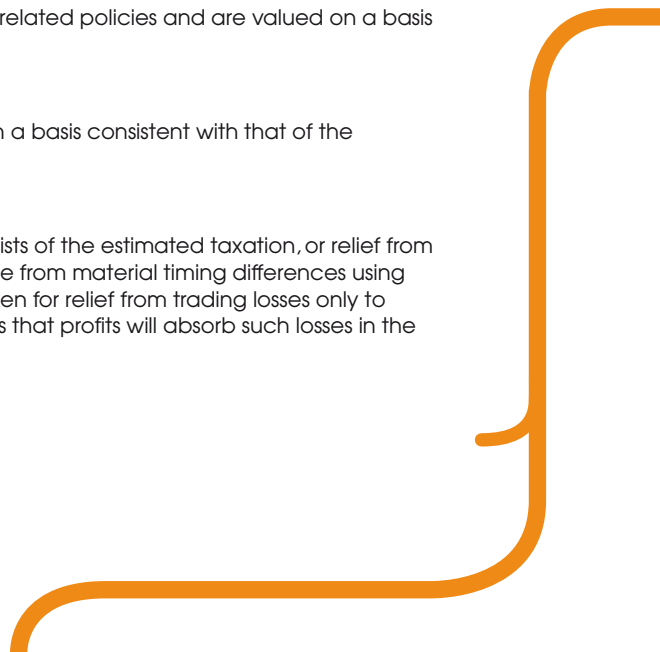 related policies and are valued on a basis
a basis consistent with that of the
of the estimated taxation, or relief from
from material timing differences using
for relief from trading losses only to
that profits will absorb such losses in the